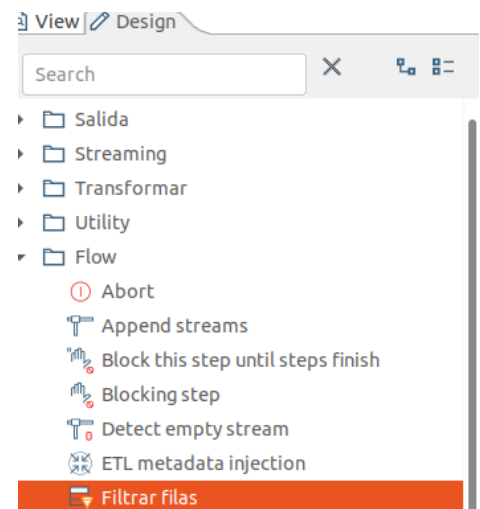 View Design
Search
Salida
Streaming
Transformar
Utility
Flow
Abort
Append streams
Block this step until steps finish
Blocking step
Detect empty stream
ETL metadata injection
Filtrar filas